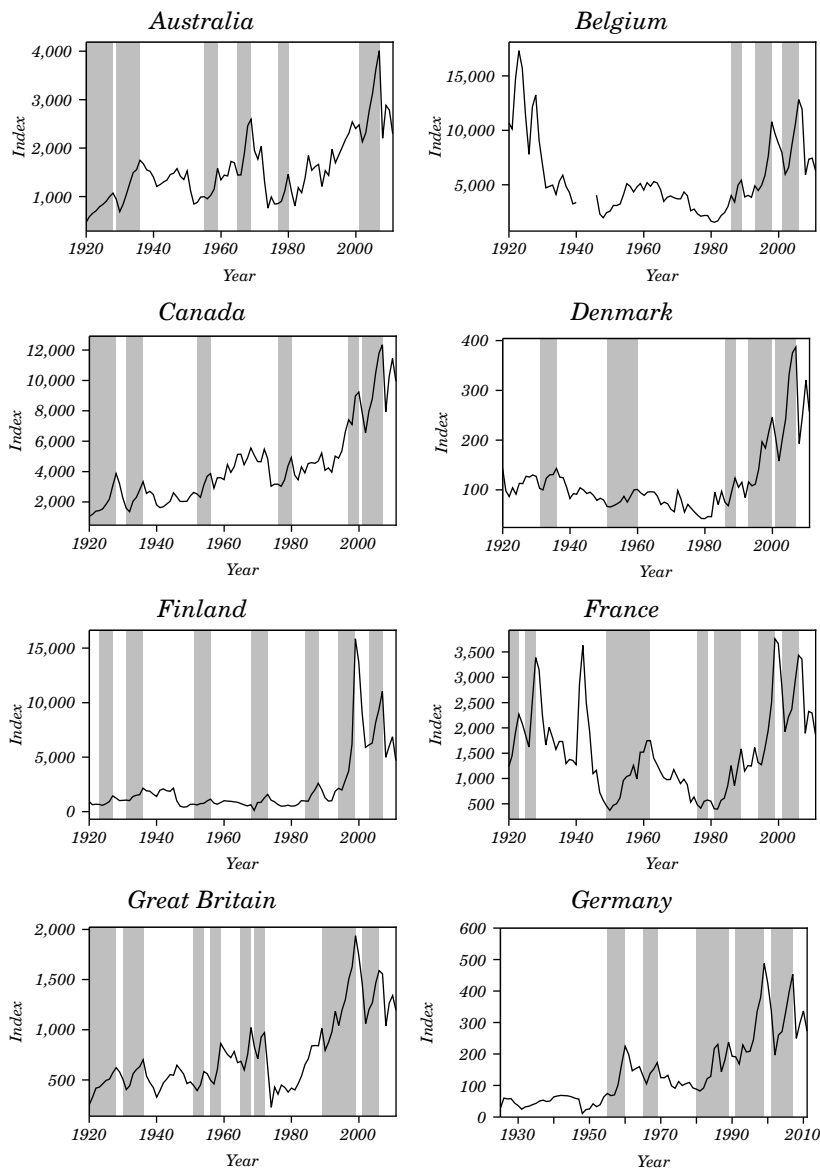 Australia
4,000
3,000
2,000
1,000
Index
1920 1940 1960 1980 2000
Year
Belgium
15,000
10,000
5,000
Index
1920 1940 1960 1980 2000
Year
Canada
12,000
10,000
8,000
6,000
4,000
2,000
Index
1920 1940 1960 1980 2000
Year
Denmark
400
300
200
100
Index
1920 1940 1960 1980 2000
Year
Finland
15,000
10,000
5,000
0
Index
1920 1940 1960 1980 2000
Year
France
3,500
3,000
2,500
2,000
1,500
1,000
500
Index
1920 1940 1960 1980 2000
Year
Great Britain
2,000
1,500
1,000
500
Index
1920 1940 1960 1980 2000
Year
Germany
600
500
400
300
200
100
0
Index
1930 1950 1970 1990 2010
Year